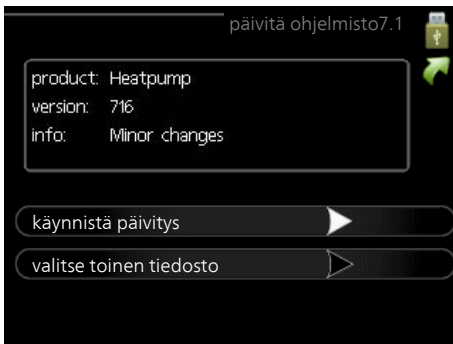 päivitä ohjelmisto7.1
product: Heatpump
version: 716
info: Minor changes
käynnistä päivitys
valitse toinen tiedosto